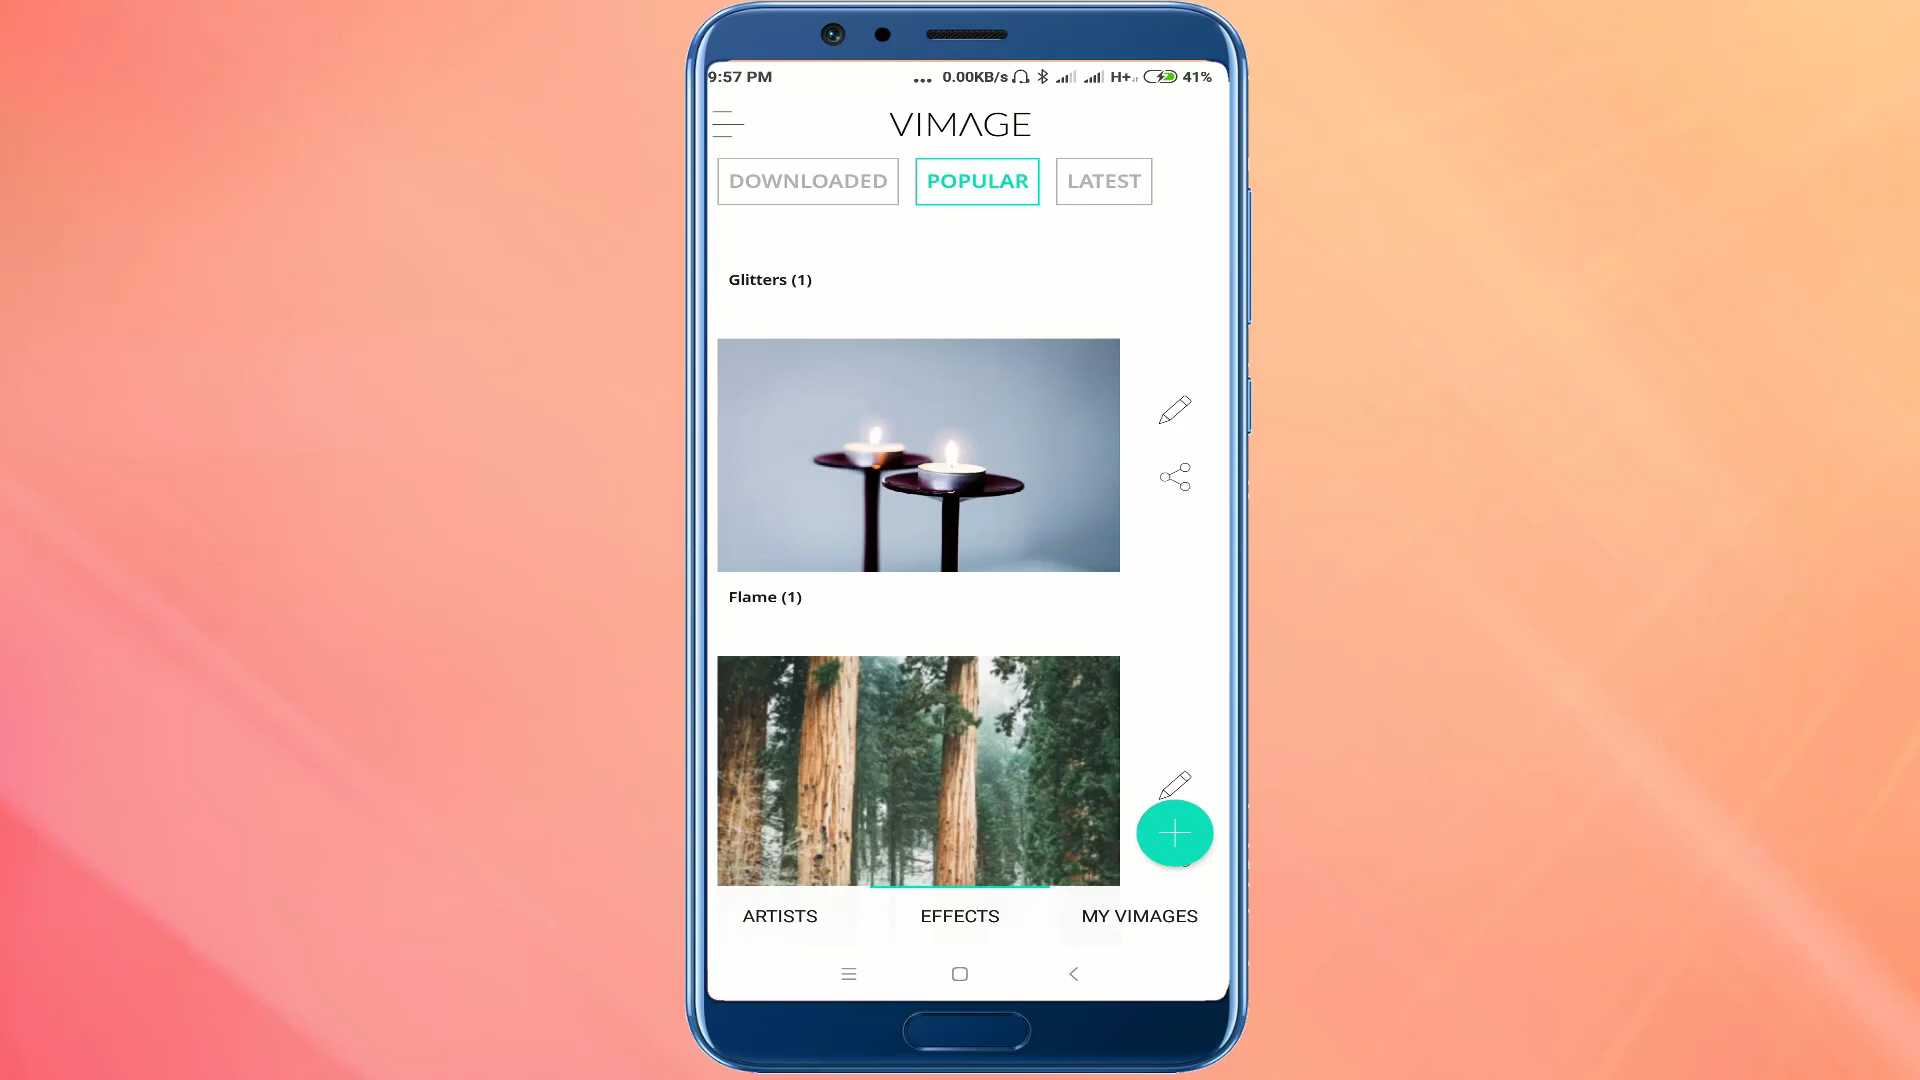 9:57 PM
... 0.00KB/s H+ 41%
VIMAGE
DOWNLOADED
POPULAR
LATEST
Glitters (1)
Flame (1)
ARTISTS
EFFECTS
MY VIMAGES